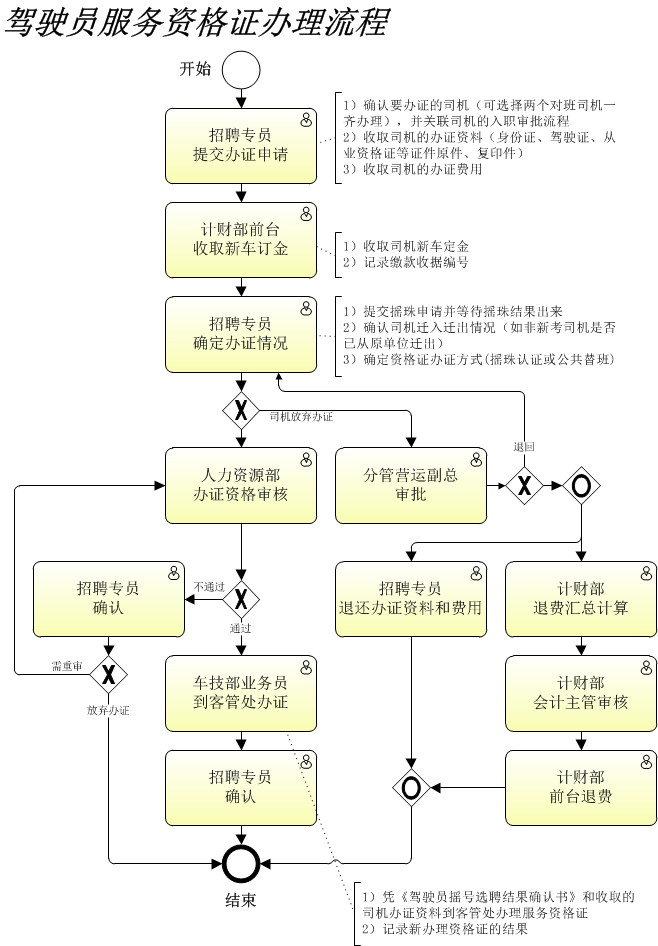 驾驶员服务资格证办理流程
开始
招聘专员
提交办证申请
1）确认要办证的司机（可选择两个对班司机一
齐办理），并关联司机的入职审批流程
2）收取司机的办证资料（身份证、驾驶证、从
业资格证等证件原件、复印件）
3）收取司机的办证费用
计财部前台
收取新车订金
1）收取司机新车定金
2）记录缴款收据编号
招聘专员
确定办证情况
1）提交摇珠申请并等待摇珠结果出来
2）确认司机迁入迁出情况（如非新考司机是否
已从原单位迁出）
3）确定资格证办证方式(摇珠认证或公共替班)
司机放弃办证
退回
人力资源部
办证资格审核
分管营运副总
审批
不通过
通过
招聘专员
确认
招聘专员
退还办证资料和费用
计财部
退费汇总计算
需重审
放弃办证
车技部业务员
到客管处办证
计财部
会计主管审核
招聘专员
确认
计财部
前台退费
结束
1）凭《驾驶员摇号选聘结果确认书》和收取的
司机办证资料到客管处办理服务资格证
2）记录新办理资格证的结果